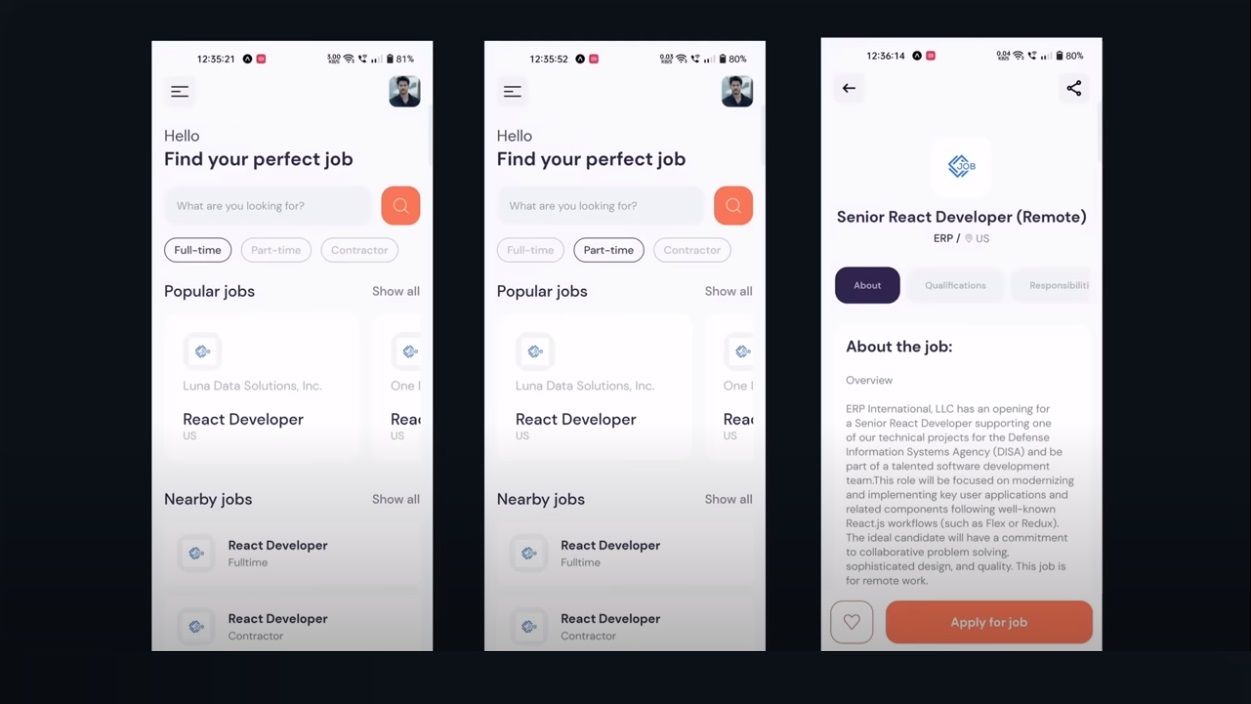 12:35:21
81%
Hello
Find your perfect job
What are you looking for?
Full-time Part-time Contractor
Popular jobs Show all
Luna Data Solutions, Inc. One
React Developer Rea
US US
Nearby jobs Show all
React Developer
Fulltime
React Developer
Contractor
12:35:52
80%
Hello
Find your perfect job
What are you looking for?
Full-time Part-time Contractor
Popular jobs Show all
Luna Data Solutions, Inc. One
React Developer Rea
US US
Nearby jobs Show all
React Developer
Fulltime
React Developer
Contractor
12:36:14
80%
JOB
Senior React Developer (Remote)
ERP / US
About Qualifications Responsibiliti
About the job:
Overview
ERP International, LLC has an opening for
a Senior React Developer supporting one
of our technical projects for the Defense
Information Systems Agency (DISA) and be
part of a talented software development
team.This role will be focused on modernizing
and implementing key user applications and
related components following well-known
React.js workflows (such as Flex or Redux).
The ideal candidate will have a commitment
to collaborative problem solving,
sophisticated design, and quality. This job is
for remote work.
Apply for job